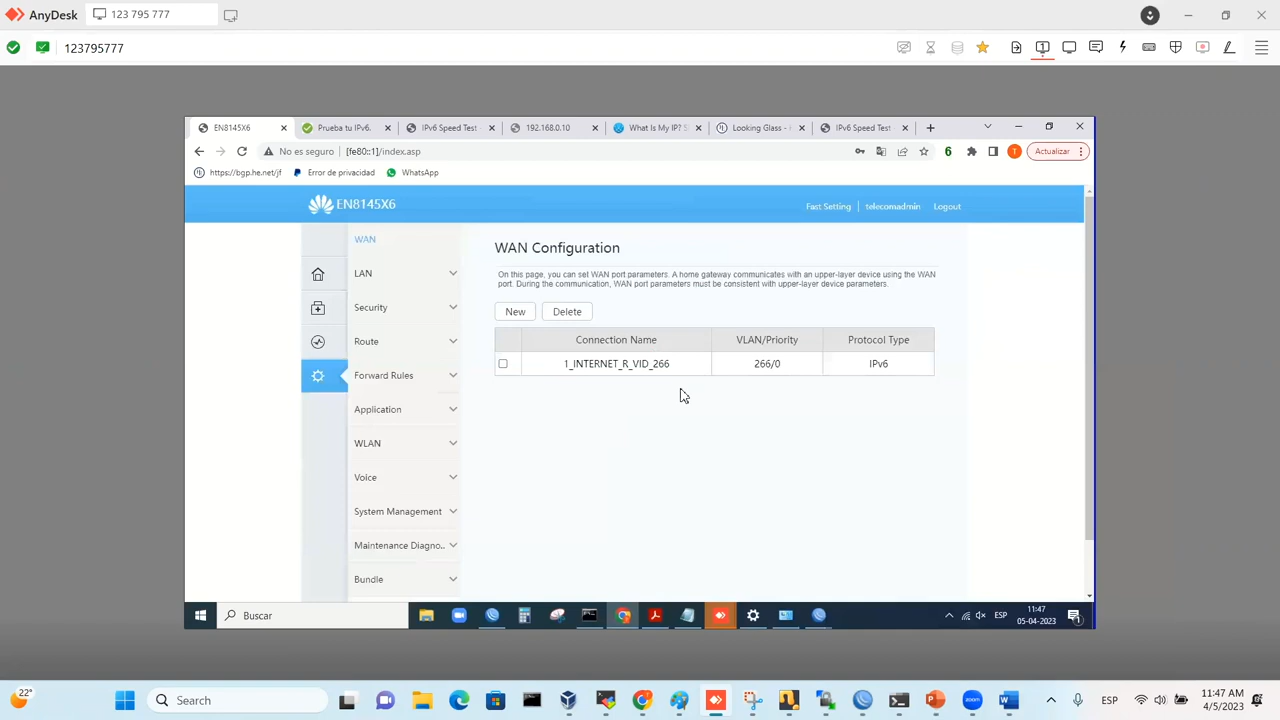 AnyDesk
123 795 777
123795777
1
EN8145X6
Prueba tu IPv6.
IPv6 Speed Test
192.168.0.10
What Is My IP?
Looking Glass -
IPv6 Speed Test
No es seguro
[fe80::1]/index.asp
6
T
Actualizar
https://bgp.he.net/jf
Error de privacidad
WhatsApp
EN8145X6
Fast Setting
telecomadmin
Logout
WAN
LAN
Security
Route
Forward Rules
Application
WLAN
Voice
System Management
Maintenance Diagno..
Bundle
WAN Configuration
On this page, you can set WAN port parameters. A home gateway communicates with an upper-layer device using the WAN
port. During the communication, WAN port parameters must be consistent with upper-layer device parameters.
New
Delete
Connection Name
VLAN/Priority
Protocol Type
1_INTERNET_R_VID_266
266/0
IPv6
Buscar
ESP
11:47
05-04-2023
22°
Search
ESP
11:47 AM
4/5/2023